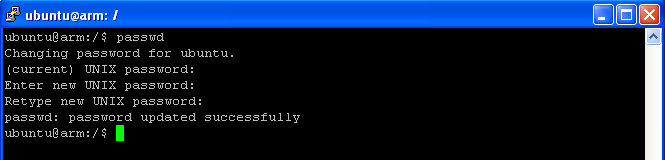 ubuntu@arm: /
ubuntu@arm:/$ passwd
Changing password for ubuntu.
(current) UNIX password:
Enter new UNIX password:
Retype new UNIX password:
passwd: password updated successfully
ubuntu@arm:/$